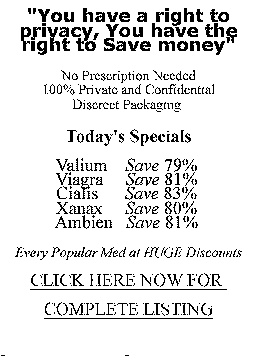 "You have a right to
privacy, You have the
right to Save money"
No Prescription Needed
100% Private and Confidential
Discreet Packaging
Today's Specials
Valium Save 79%
Viagra Save 81%
Cialis Save 83%
Xanax Save 80%
Ambien Save 81%
Every Popular Med at HUGE Discounts
CLICK HERE NOW FOR
COMPLETE LISTING